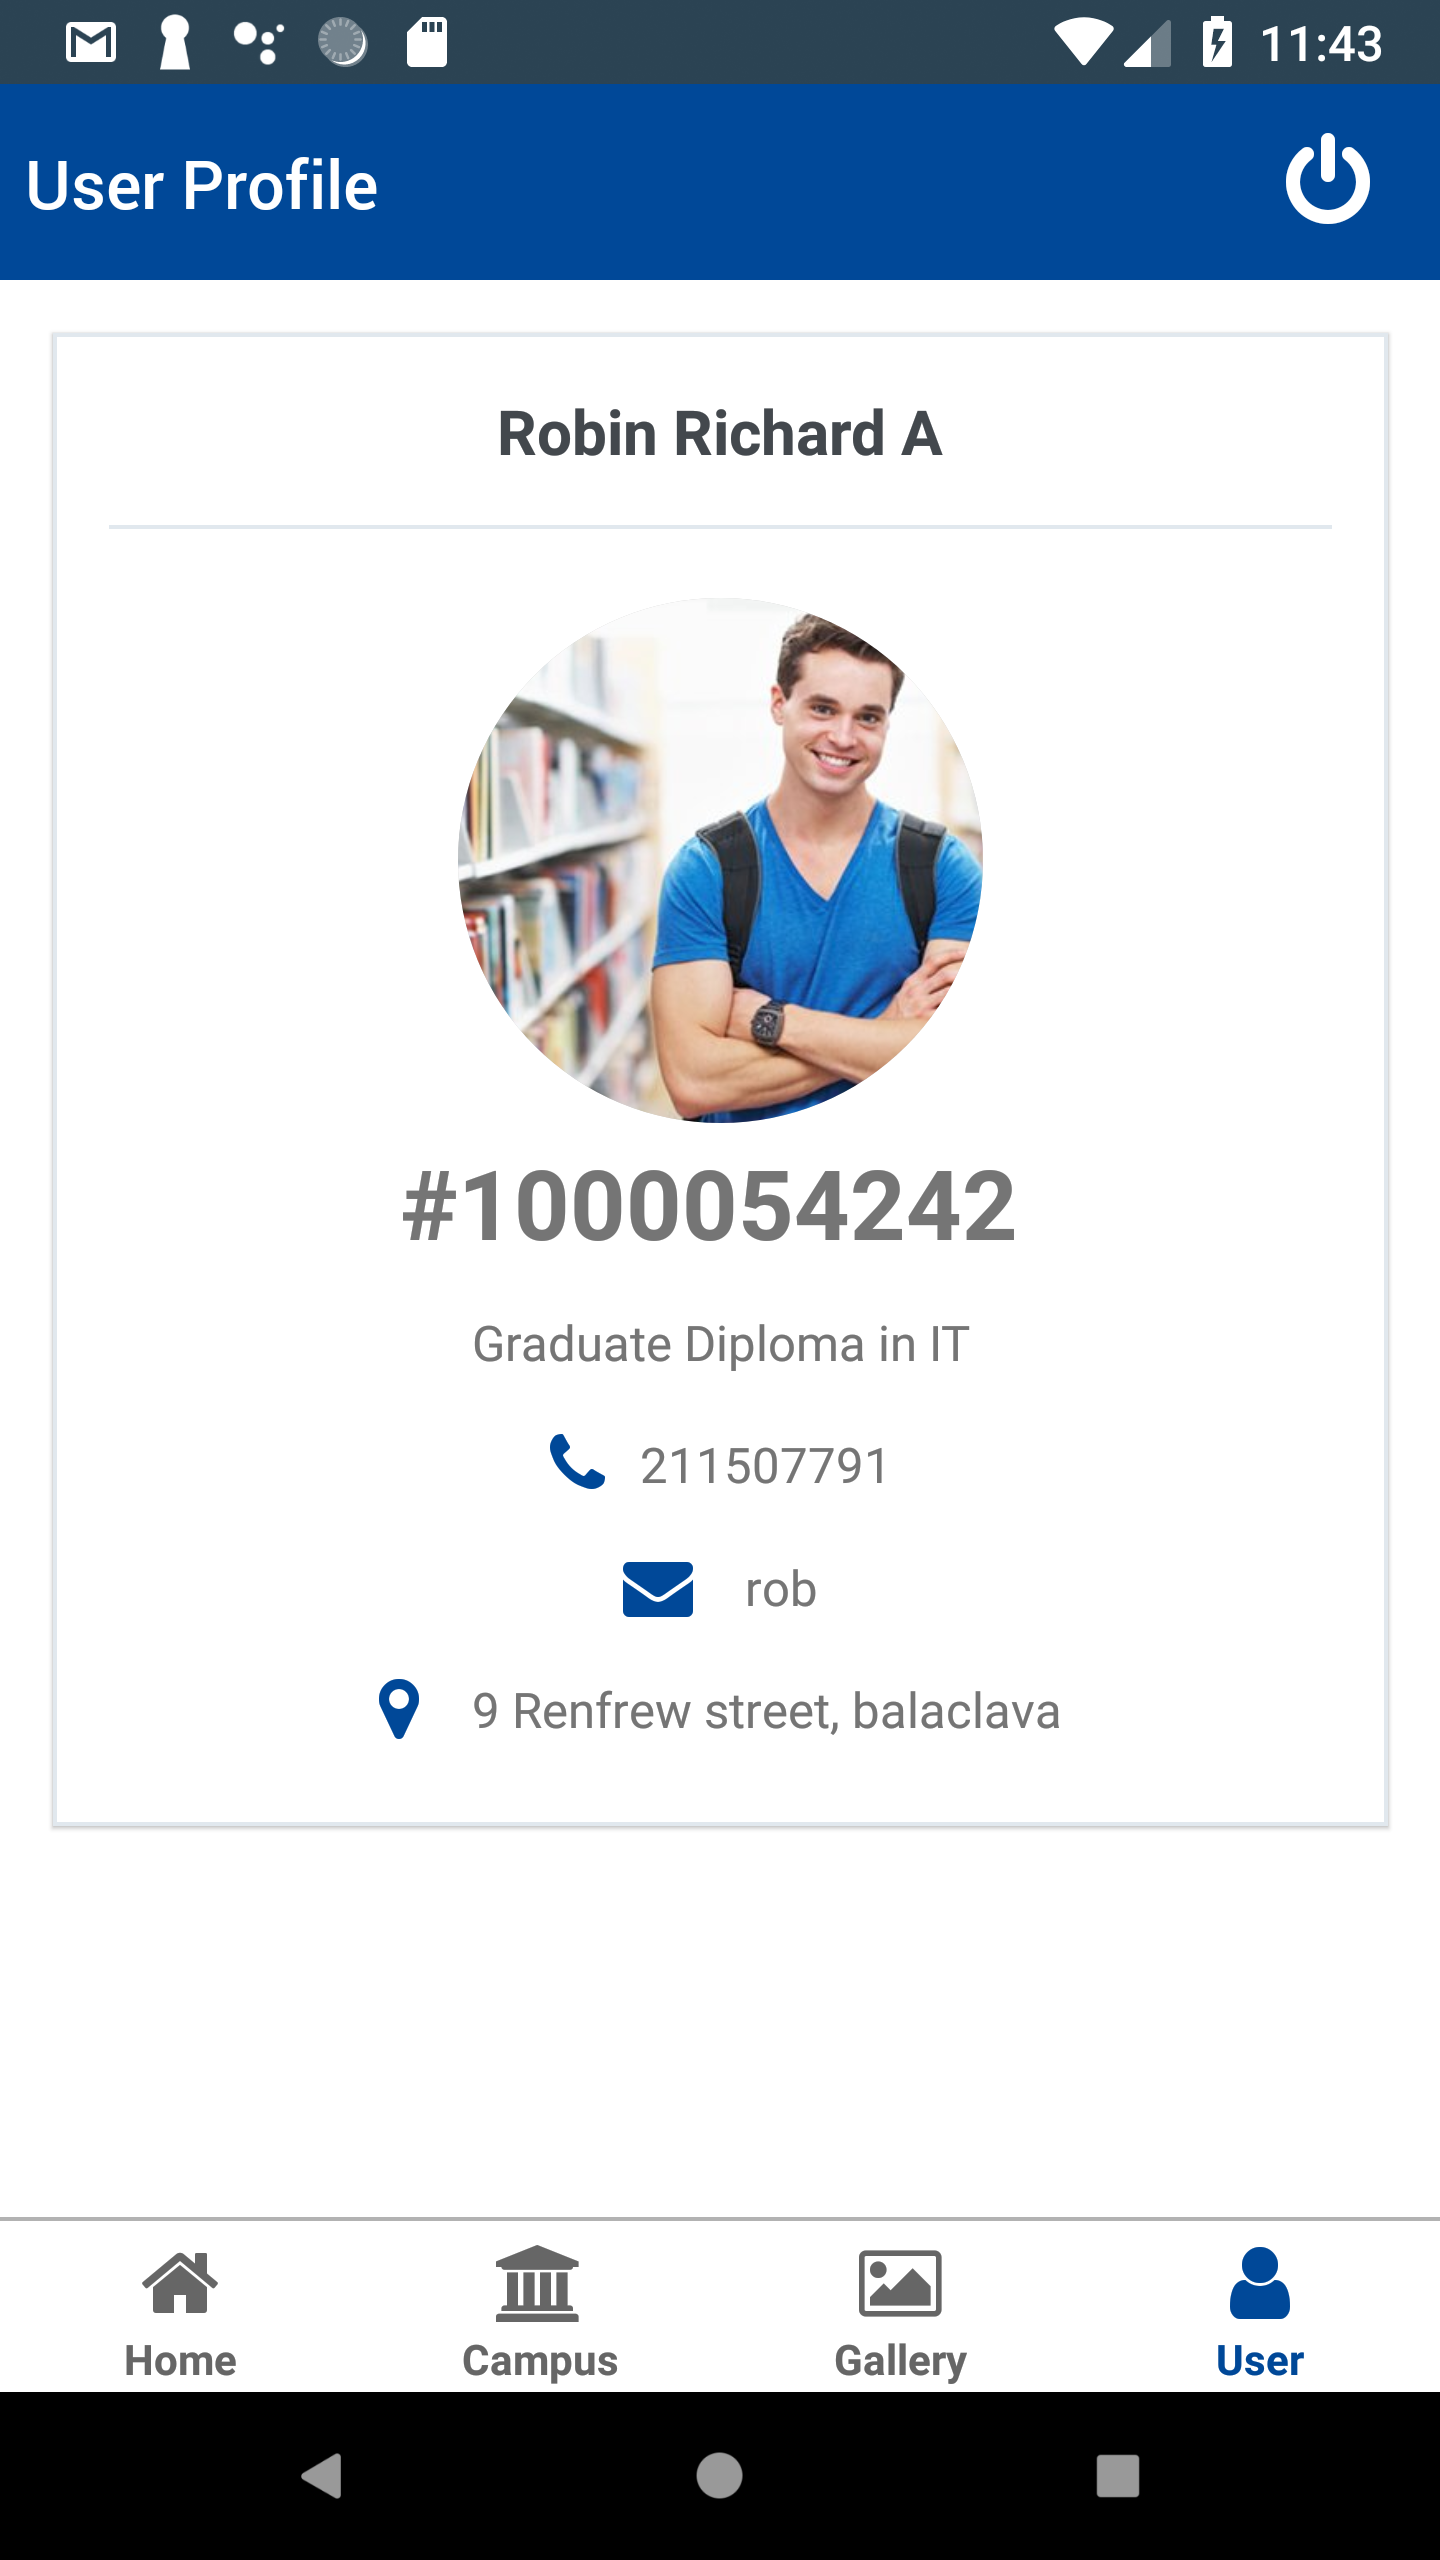 11:43
User Profile
Robin Richard A
#1000054242
Graduate Diploma in IT
211507791
rob
9 Renfrew street, balaclava
Home
Campus
Gallery
User